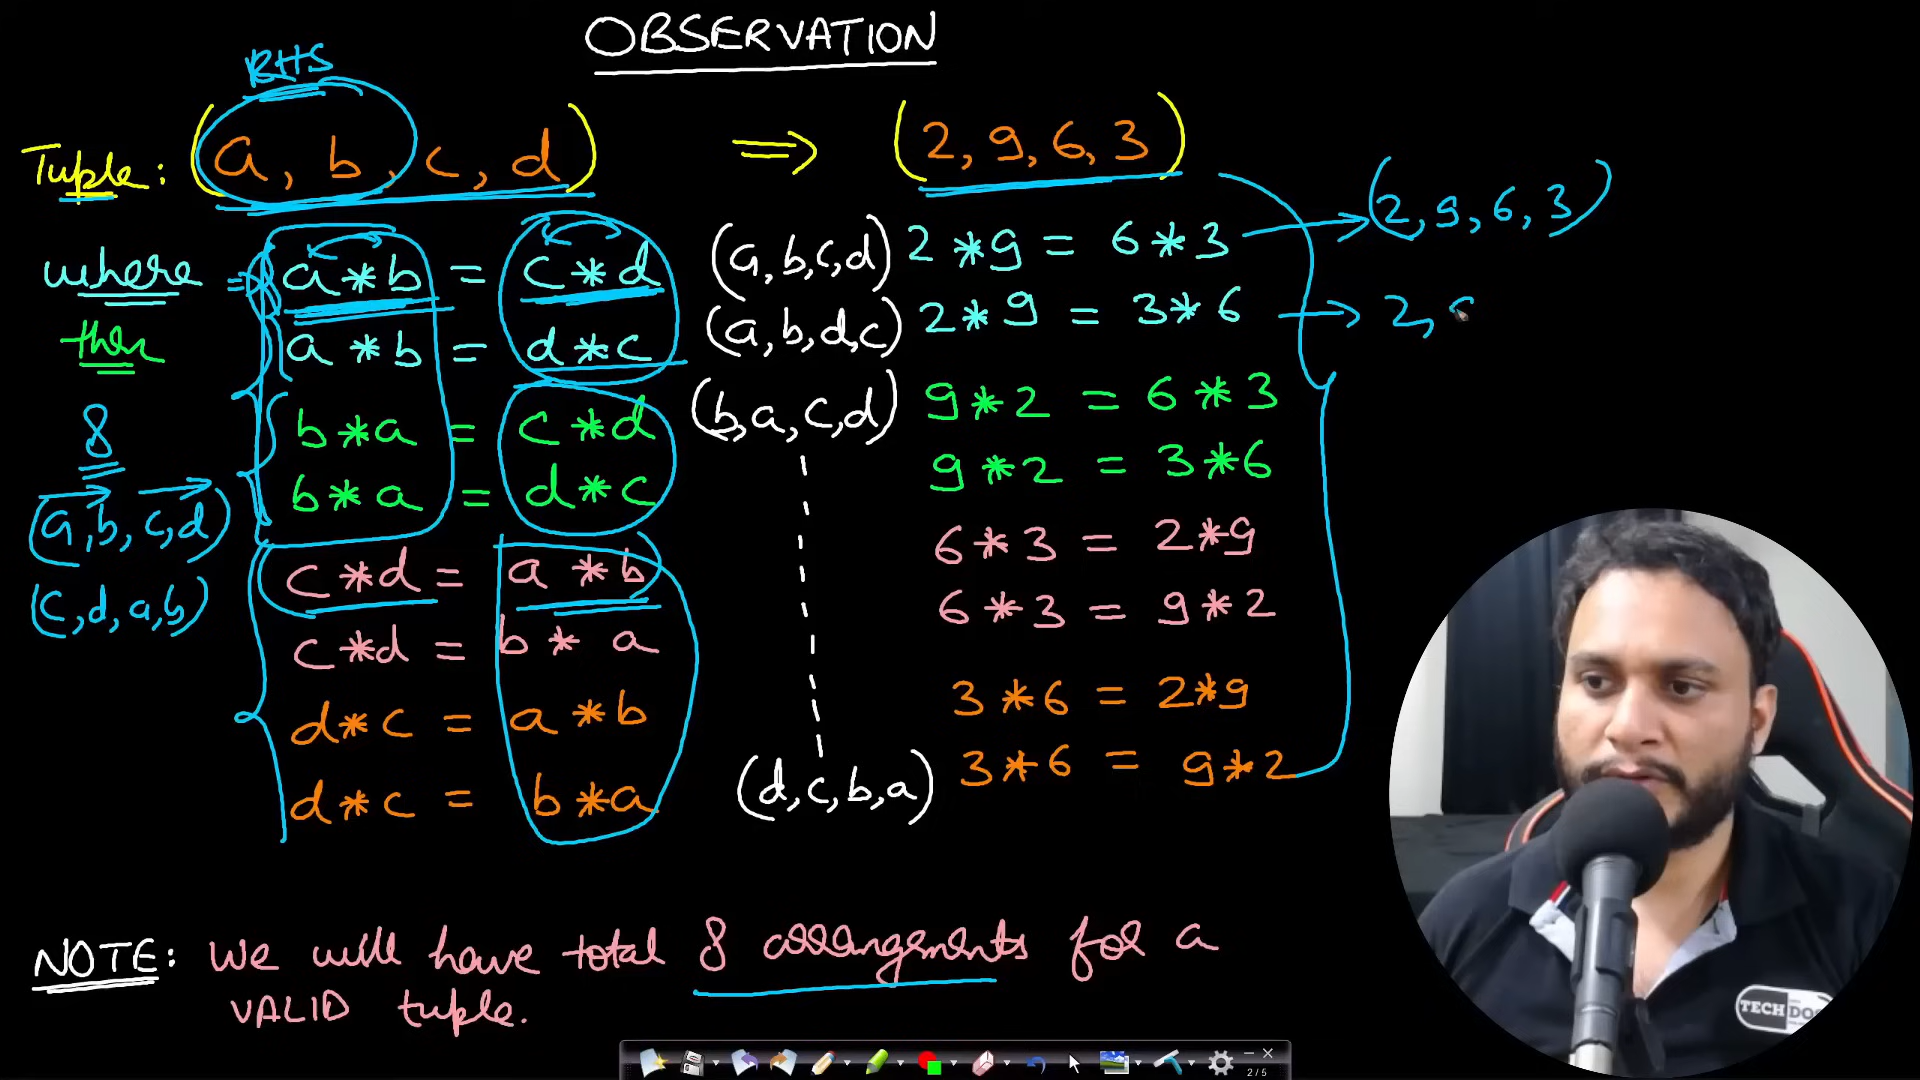 OBSERVATION
RHS
Tuple: (a, b, c, d) ⟹ (2, 9, 6, 3)
(2, 9, 6, 3)
where ⇒ a * b = c * d (a, b, c, d) 2 * 9 = 6 * 3
then a * b = d * c (a, b, d, c) 2 * 9 = 3 * 6 → 2,
8 b * a = c * d (b, a, c, d) 9 * 2 = 6 * 3
b * a = d * c 9 * 2 = 3 * 6
(a, b, c, d)
c * d = a * b 6 * 3 = 2 * 9
(c, d, a, b)
c * d = b * a 6 * 3 = 9 * 2
d * c = a * b 3 * 6 = 2 * 9
d * c = b * a (d, c, b, a) 3 * 6 = 9 * 2
NOTE: We will have total 8 arrangements for a
VALID tuple.
TECH
2/5